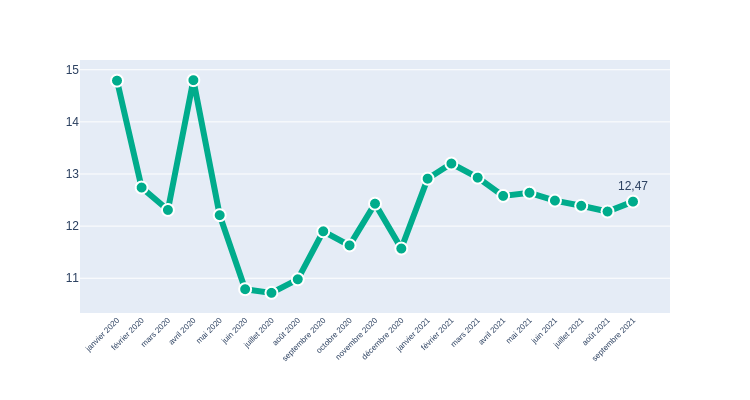 15
14
13
12
11
12,47
janvier 2020
février 2020
mars 2020
avril 2020
mai 2020
juin 2020
juillet 2020
août 2020
septembre 2020
octobre 2020
novembre 2020
décembre 2020
janvier 2021
février 2021
mars 2021
avril 2021
mai 2021
juin 2021
juillet 2021
août 2021
septembre 2021